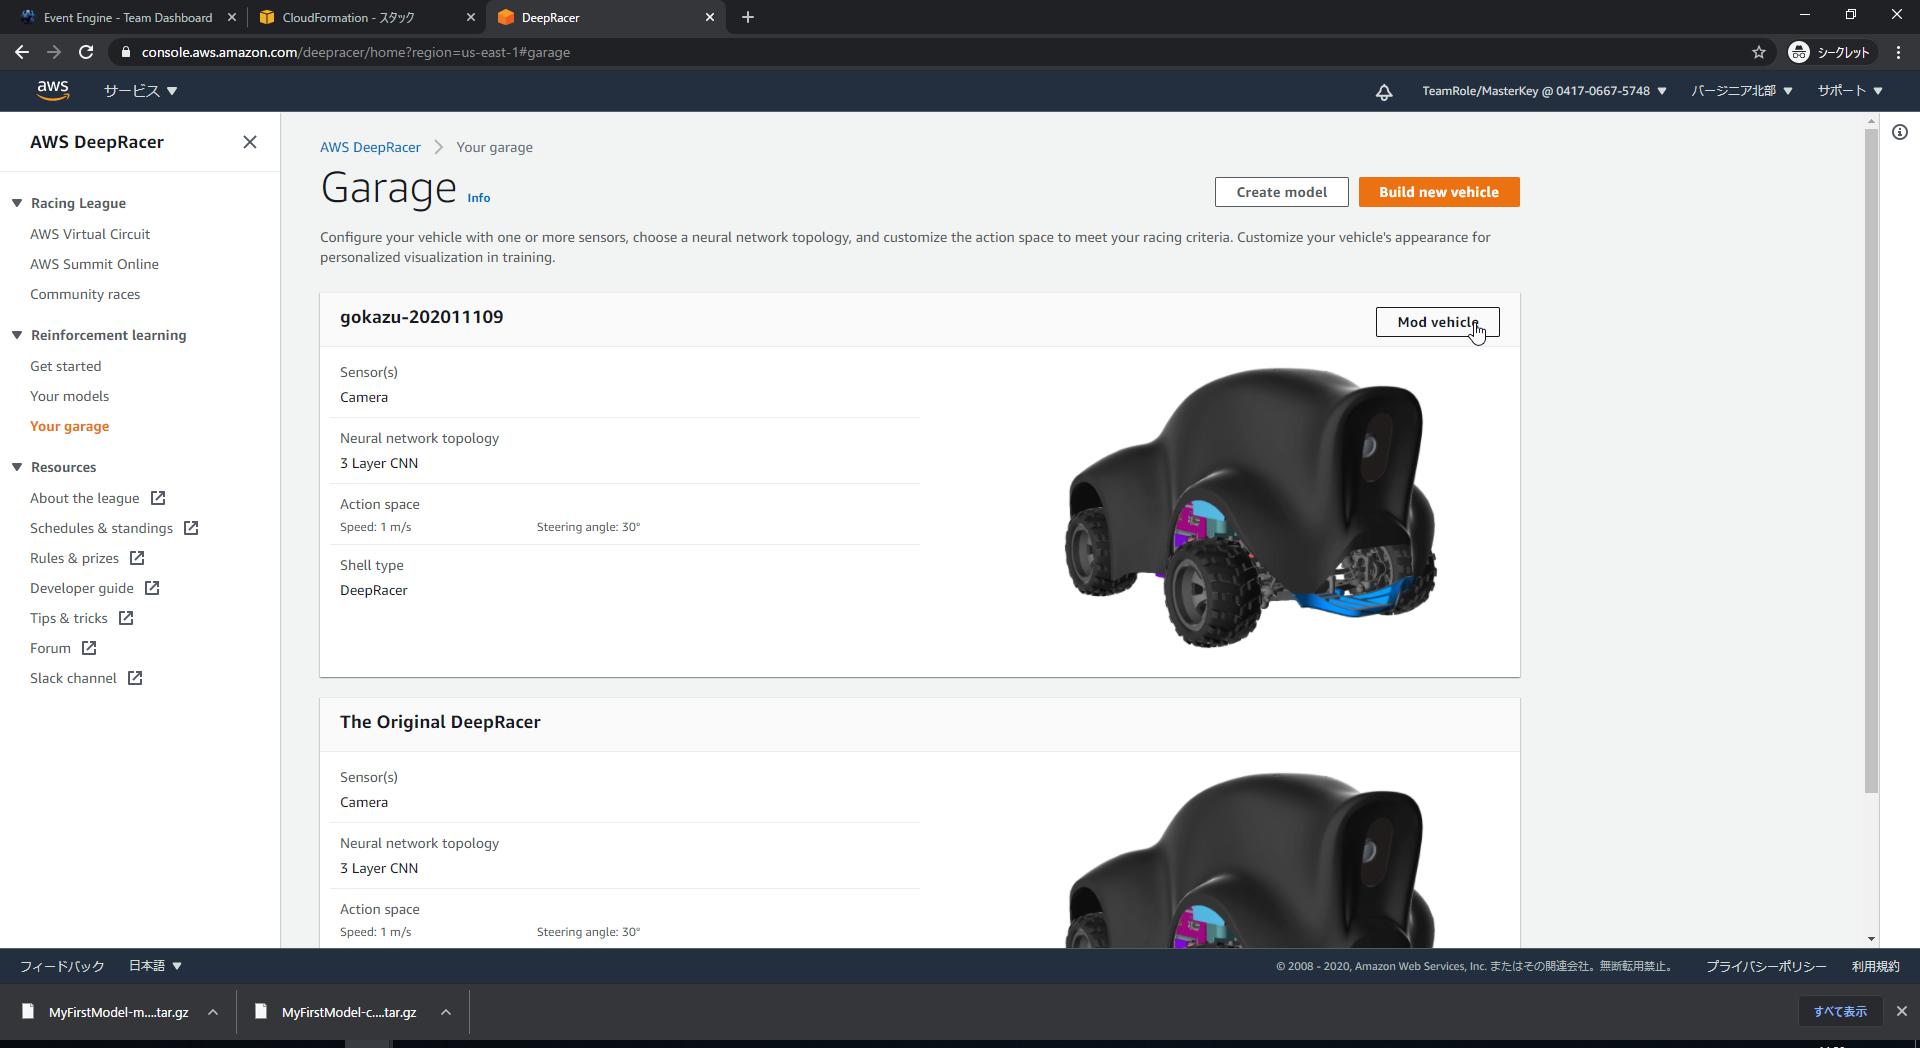 Event Engine - Team Dashboard
CloudFormation - スタック
DeepRacer
console.aws.amazon.com/deepracer/home?region=us-east-1#garage
シークレット
aws
サービス
TeamRole/MasterKey @ 0417-0667-5748
バージニア北部
サポート
AWS DeepRacer
Racing League
AWS Virtual Circuit
AWS Summit Online
Community races
Reinforcement learning
Get started
Your models
Your garage
Resources
About the league
Schedules & standings
Rules & prizes
Developer guide
Tips & tricks
Forum
Slack channel
AWS DeepRacer
Your garage
Garage
Info
Create model
Build new vehicle
Configure your vehicle with one or more sensors, choose a neural network topology, and customize the action space to meet your racing criteria. Customize your vehicle's appearance for
personalized visualization in training.
gokazu-202011109
Mod vehicle
Sensor(s)
Camera
Neural network topology
3 Layer CNN
Action space
Speed: 1 m/s
Steering angle: 30°
Shell type
DeepRacer
The Original DeepRacer
Sensor(s)
Camera
Neural network topology
3 Layer CNN
Action space
Speed: 1 m/s
Steering angle: 30°
フィードバック
日本語
© 2008 - 2020, Amazon Web Services, Inc. またはその関連会社。無断転用禁止。
プライバシーポリシー
利用規約
MyFirstModel-m....tar.gz
MyFirstModel-c....tar.gz
すべて表示